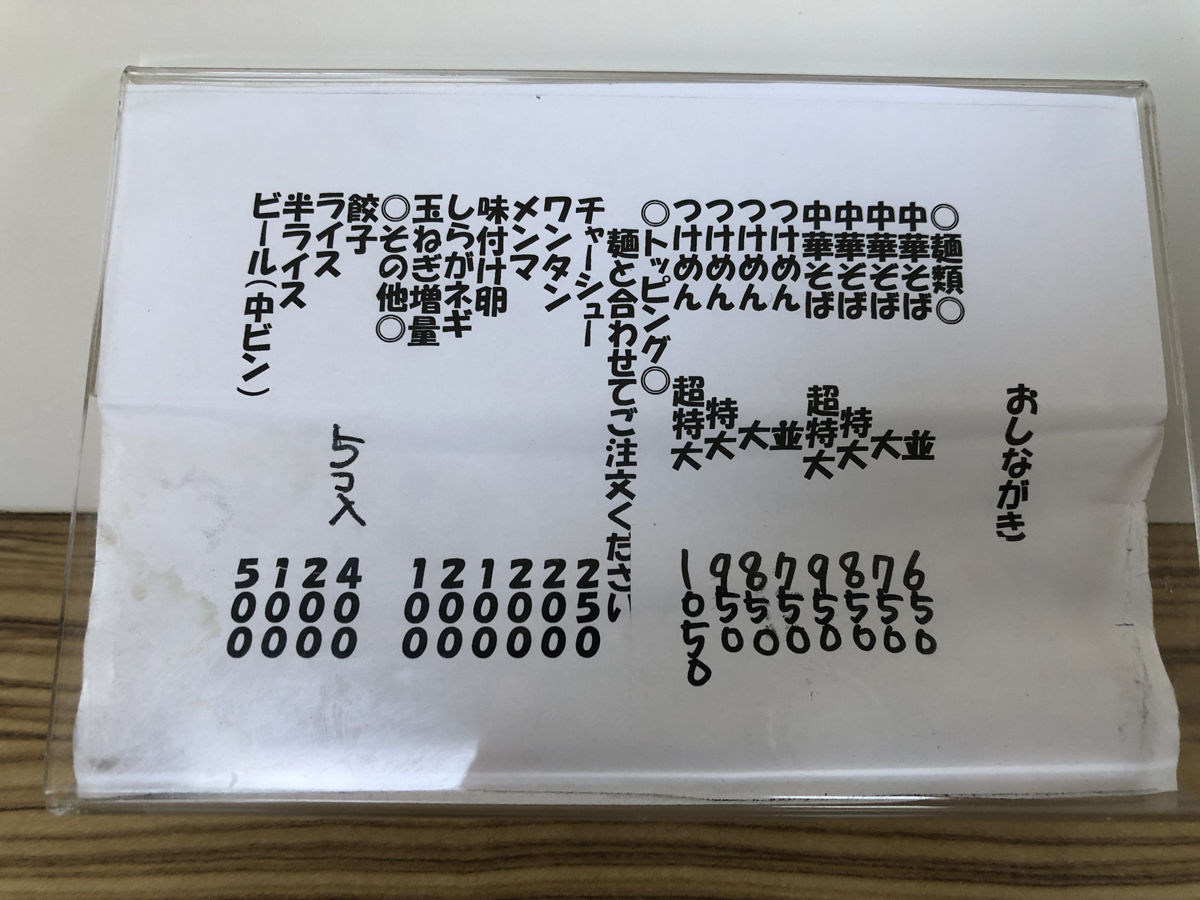 おしながき
◎麺類◎
中華そば 並 650
中華そば 大 750
中華そば 特大 850
中華そば 超特大 950
つけめん 並 750
つけめん 大 850
つけめん 特大 950
つけめん 超特大 1050
◎トッピング◎
麺と合わせてご注文ください
チャーシュー 250
ワンタン 200
メンマ 200
味付け卵 100
しらがネギ 200
玉ねぎ増量 100
◎その他◎
餃子 5コ入 400
ライス 200
半ライス 100
ビール(中ビン) 500